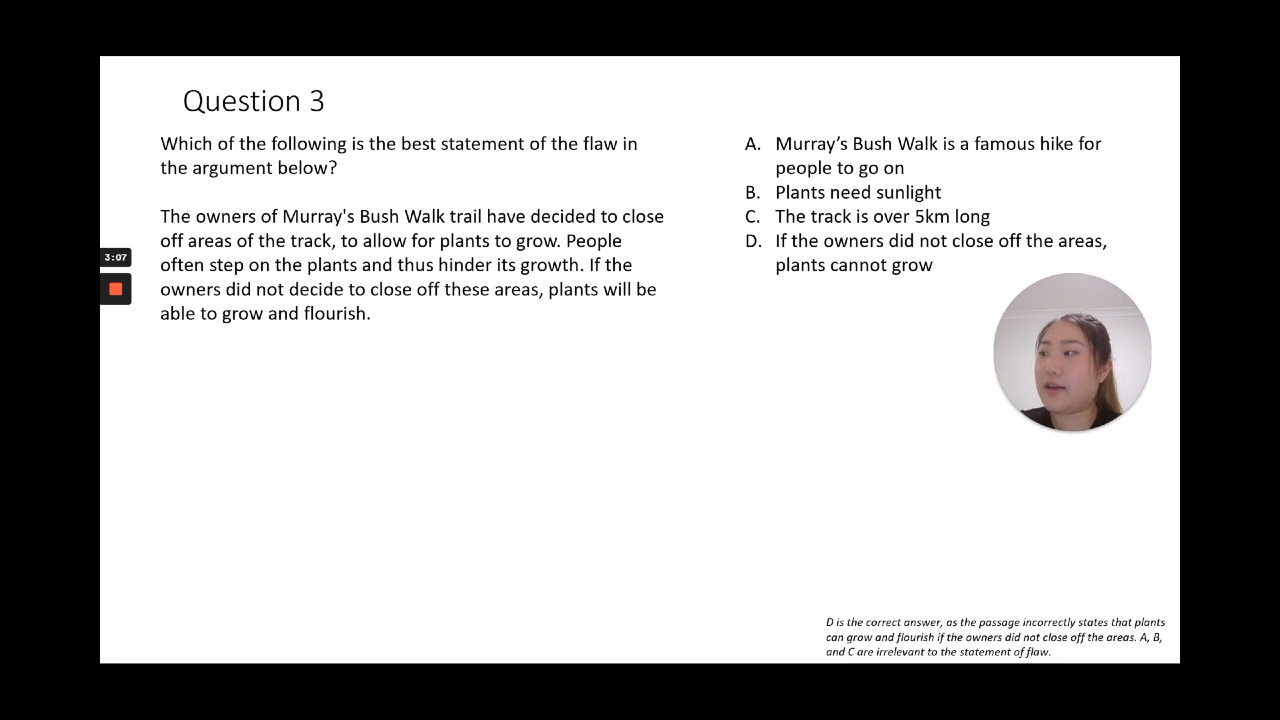 Question 3
Which of the following is the best statement of the flaw in
the argument below?
The owners of Murray's Bush Walk trail have decided to close
off areas of the track, to allow for plants to grow. People
often step on the plants and thus hinder its growth. If the
owners did not decide to close off these areas, plants will be
able to grow and flourish.
A. Murray’s Bush Walk is a famous hike for
people to go on
B. Plants need sunlight
C. The track is over 5km long
D. If the owners did not close off the areas,
plants cannot grow
3:07
D is the correct answer, as the passage incorrectly states that plants
can grow and flourish if the owners did not close off the areas. A, B,
and C are irrelevant to the statement of flaw.